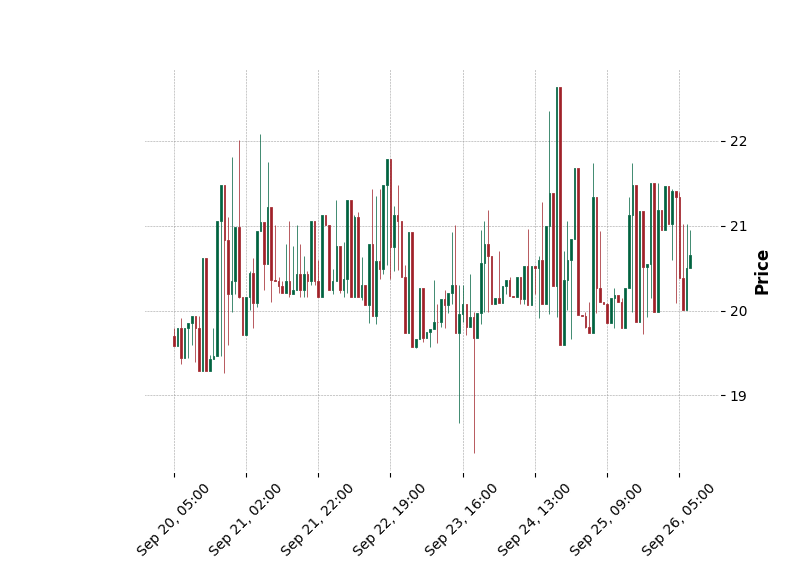 22
21
20
19
Price
Sep 20, 05:00
Sep 21, 02:00
Sep 21, 22:00
Sep 22, 19:00
Sep 23, 16:00
Sep 24, 13:00
Sep 25, 09:00
Sep 26, 05:00